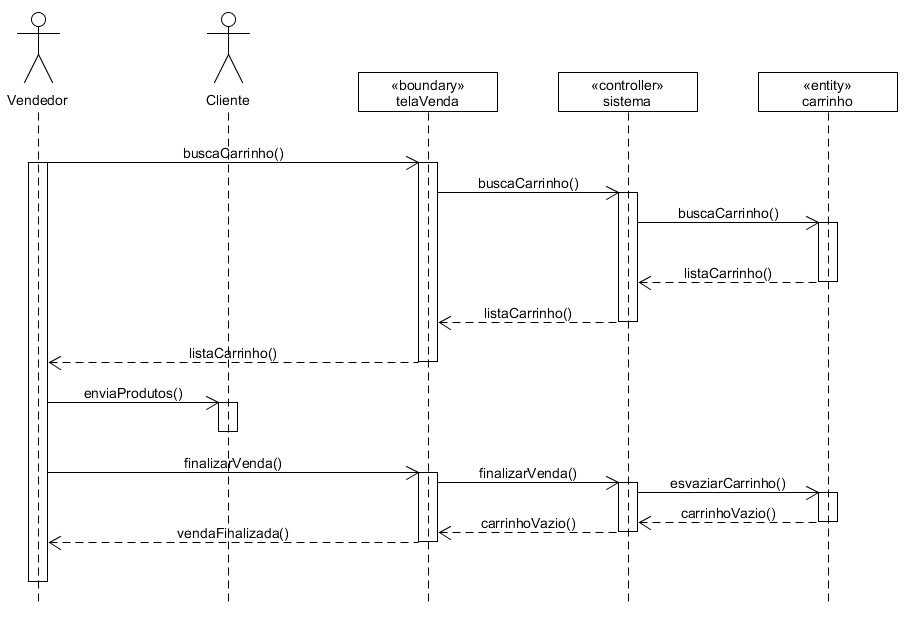 Vendedor
Cliente
«boundary»
telaVenda
«controller»
sistema
«entity»
carrinho
buscaCarrinho()
buscaCarrinho()
buscaCarrinho()
listaCarrinho()
listaCarrinho()
listaCarrinho()
enviaProdutos()
finalizarVenda()
finalizarVenda()
esvaziarCarrinho()
carrinhoVazio()
carrinhoVazio()
vendaFinalizada()